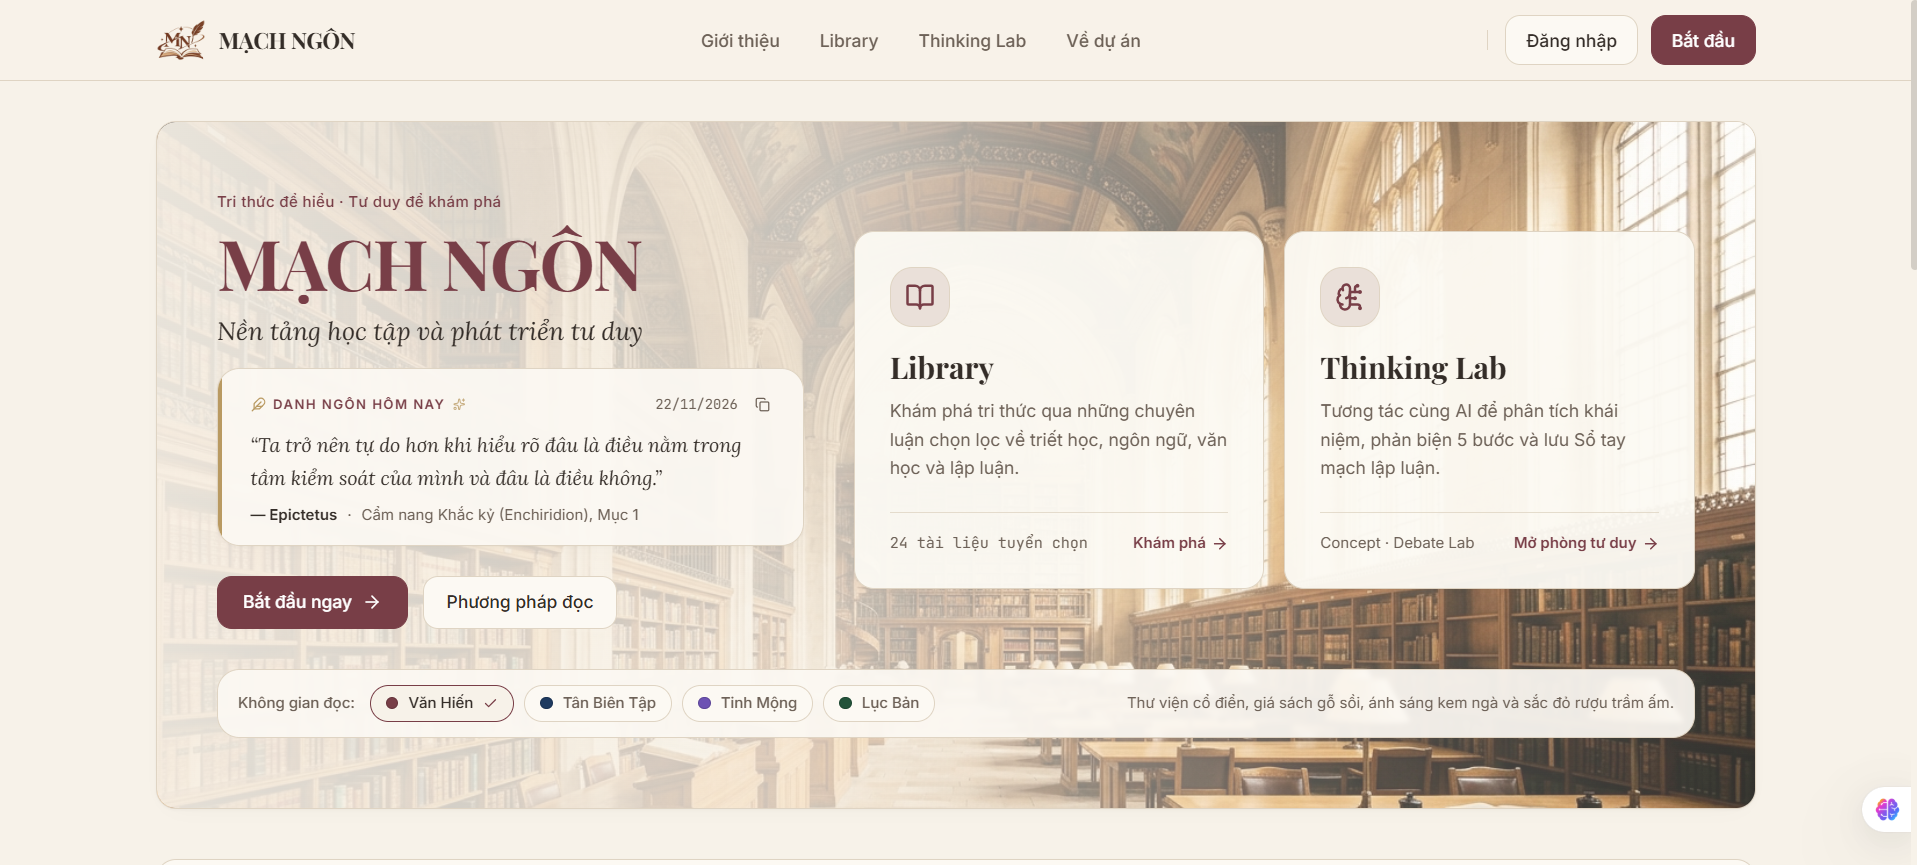 MN
MẠCH NGÔN
Giới thiệu
Library
Thinking Lab
Về dự án
Đăng nhập
Bắt đầu
Tri thức để hiểu · Tư duy để khám phá
MẠCH NGÔN
Nền tảng học tập và phát triển tư duy
DANH NGÔN HÔM NAY
22/11/2026
“Ta trở nên tự do hơn khi hiểu rõ đâu là điều nằm trong
tầm kiểm soát của mình và đâu là điều không.”
— Epictetus · Cẩm nang Khắc kỷ (Enchiridion), Mục 1
Bắt đầu ngay →
Phương pháp đọc
Library
Khám phá tri thức qua những chuyên
luận chọn lọc về triết học, ngôn ngữ, văn
học và lập luận.
24 tài liệu tuyển chọn
Khám phá →
Thinking Lab
Tương tác cùng AI để phân tích khái
niệm, phản biện 5 bước và lưu Sổ tay
mạch lập luận.
Concept · Debate Lab
Mở phòng tư duy →
Không gian đọc:
Văn Hiến
Tân Biên Tập
Tinh Mộng
Lục Bản
Thư viện cổ điển, giá sách gỗ sồi, ánh sáng kem ngà và sắc đỏ rượu trầm ấm.